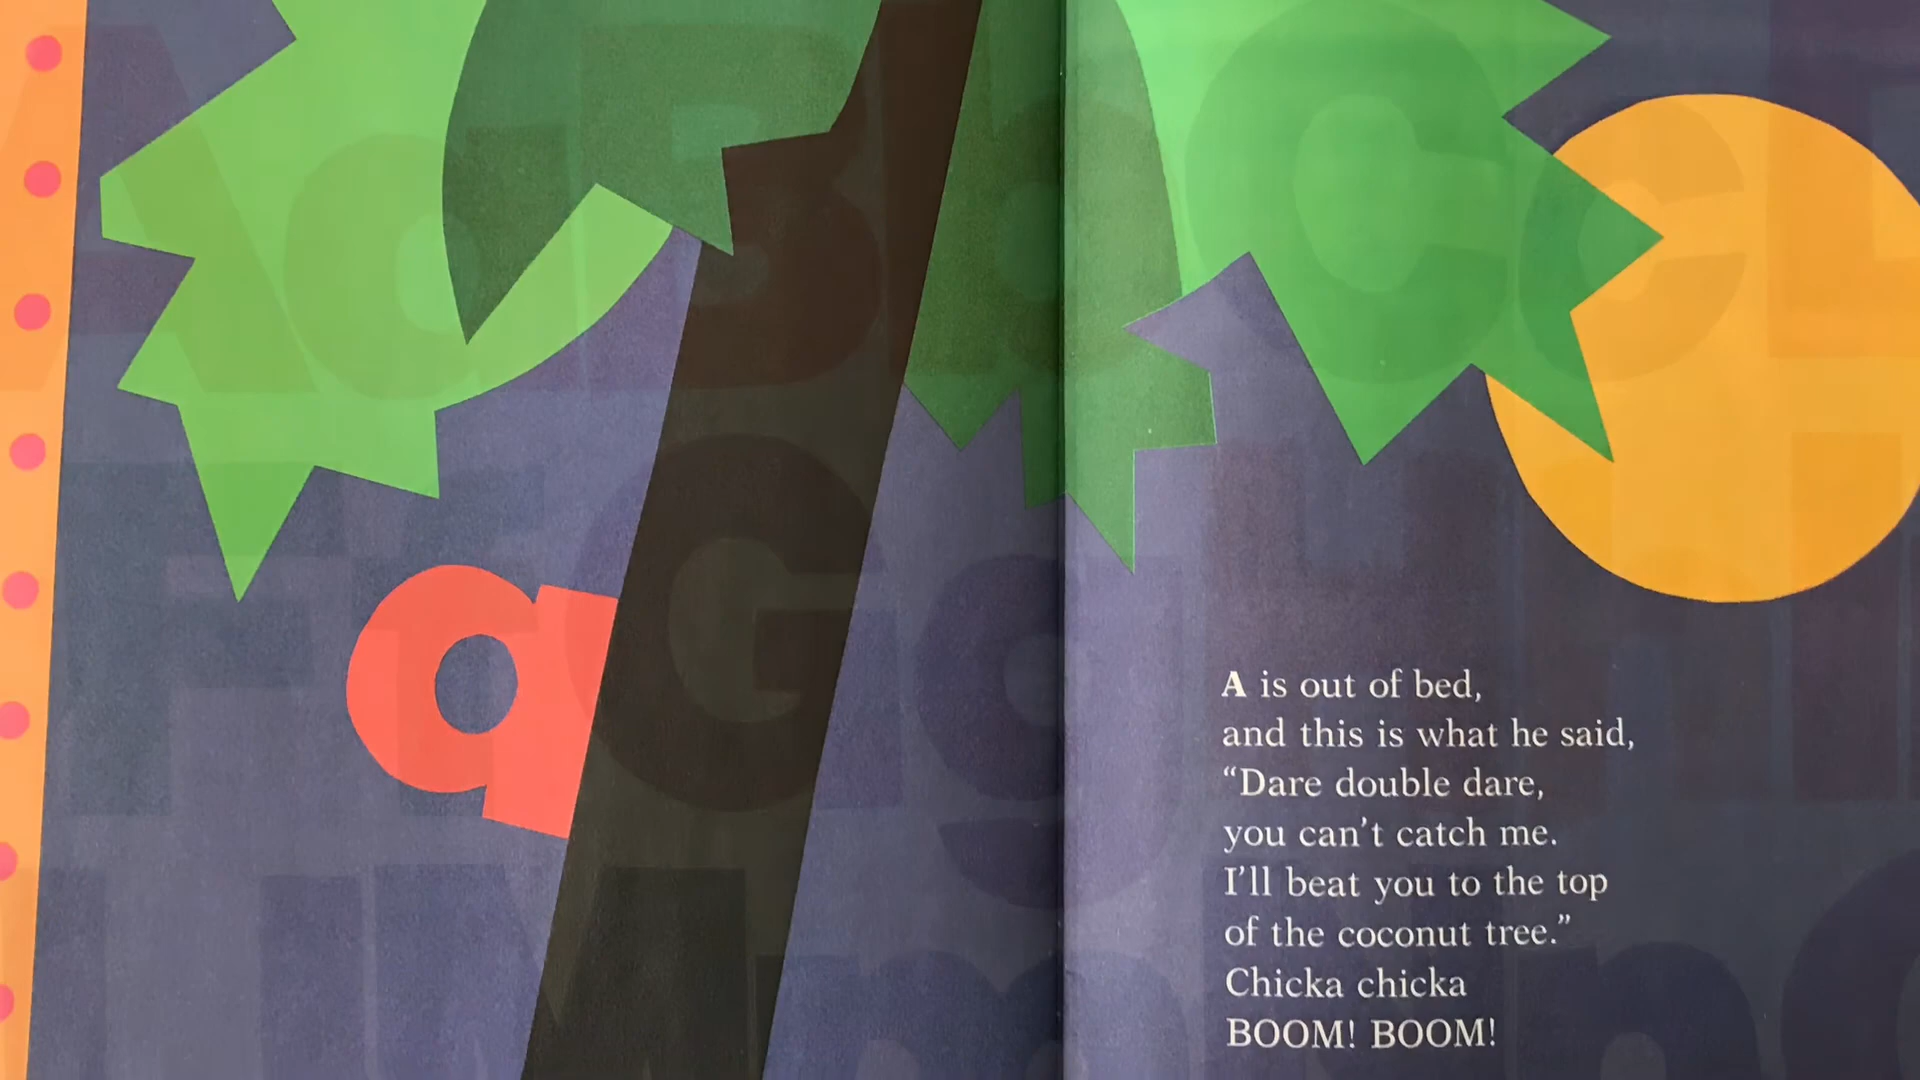 a
A is out of bed,
and this is what he said,
“Dare double dare,
you can’t catch me.
I’ll beat you to the top
of the coconut tree.”
Chicka chicka
BOOM! BOOM!